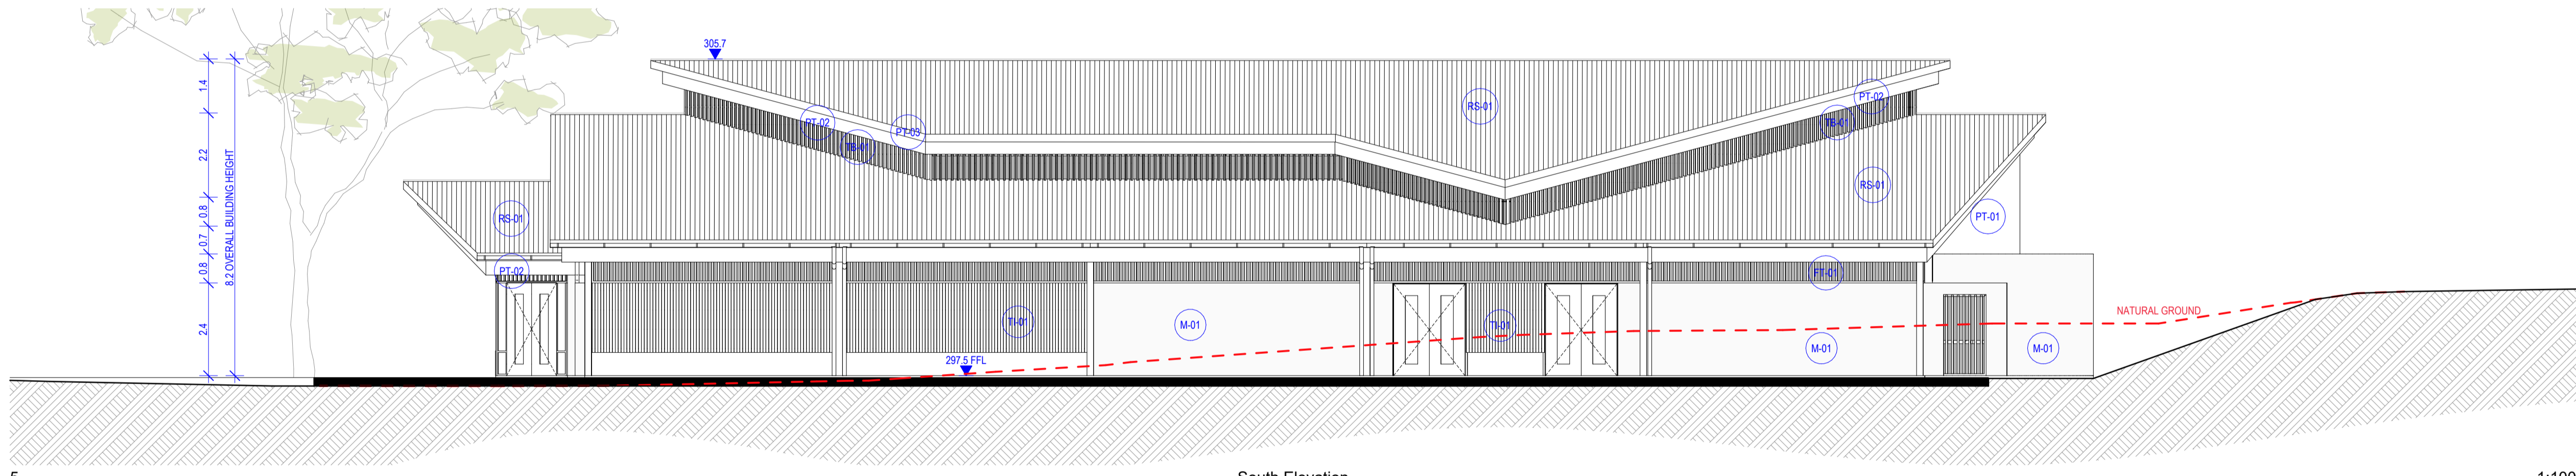 305.7
1.4
2.2
0.8
0.7
0.8
2.4
8.2 OVERALL BUILDING HEIGHT
PT-02
PT-03
TB-01
RS-01
PT-02
TB-01
RS-01
RS-01
PT-01
PT-02
FT-01
TI-01
M-01
TI-01
M-01
M-01
NATURAL GROUND
297.5 FFL
5
South Elevation